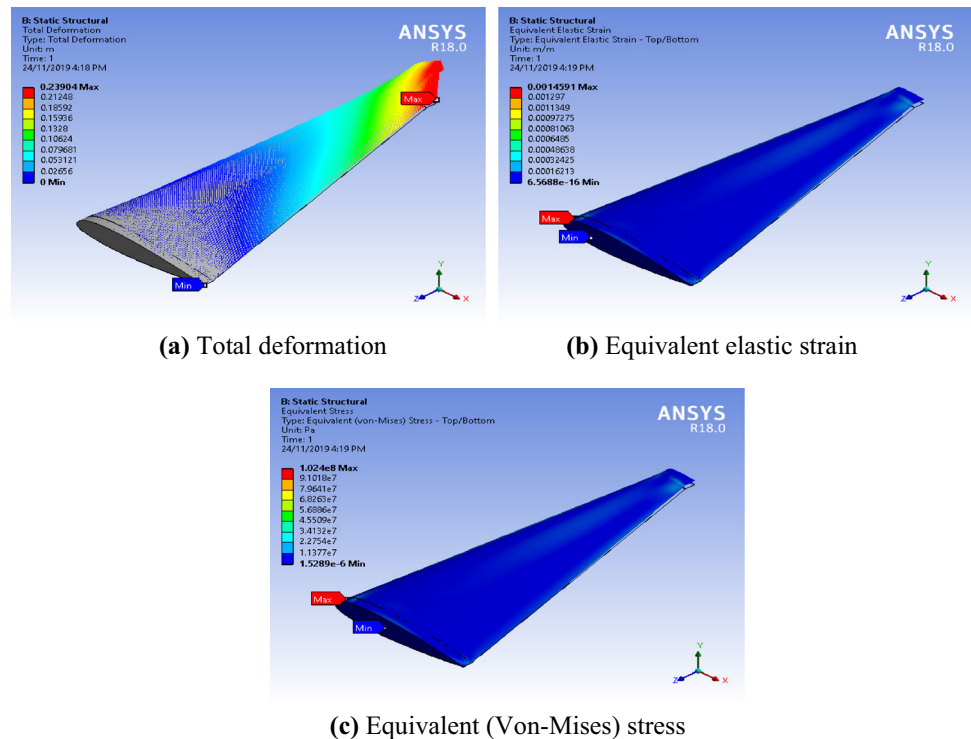 B: Static Structural
Total Deformation
Type: Total Deformation
Unit: m
Time: 1
24/11/2019 4:18 PM
ANSYS
R18.0
0.23904 Max
0.21248
0.18592
0.15936
0.1328
0.10624
0.079681
0.053121
0.02656
0 Min
Max
Min
Y
Z
X
(a) Total deformation
B: Static Structural
Equivalent Elastic Strain
Type: Equivalent Elastic Strain - Top/Bottom
Unit: m/m
Time: 1
24/11/2019 4:19 PM
ANSYS
R18.0
0.0014591 Max
0.001297
0.0011349
0.00097275
0.00081063
0.0006485
0.00048638
0.00032425
0.00016213
6.5688e-16 Min
Max
Min
Y
Z
X
(b) Equivalent elastic strain
B: Static Structural
Equivalent Stress
Type: Equivalent (von-Mises) Stress - Top/Bottom
Unit: Pa
Time: 1
24/11/2019 4:19 PM
ANSYS
R18.0
1.024e8 Max
9.1018e7
7.9641e7
6.8263e7
5.6886e7
4.5509e7
3.4132e7
2.2754e7
1.1377e7
1.5289e-6 Min
Max
Min
Y
Z
X
(c) Equivalent (Von-Mises) stress